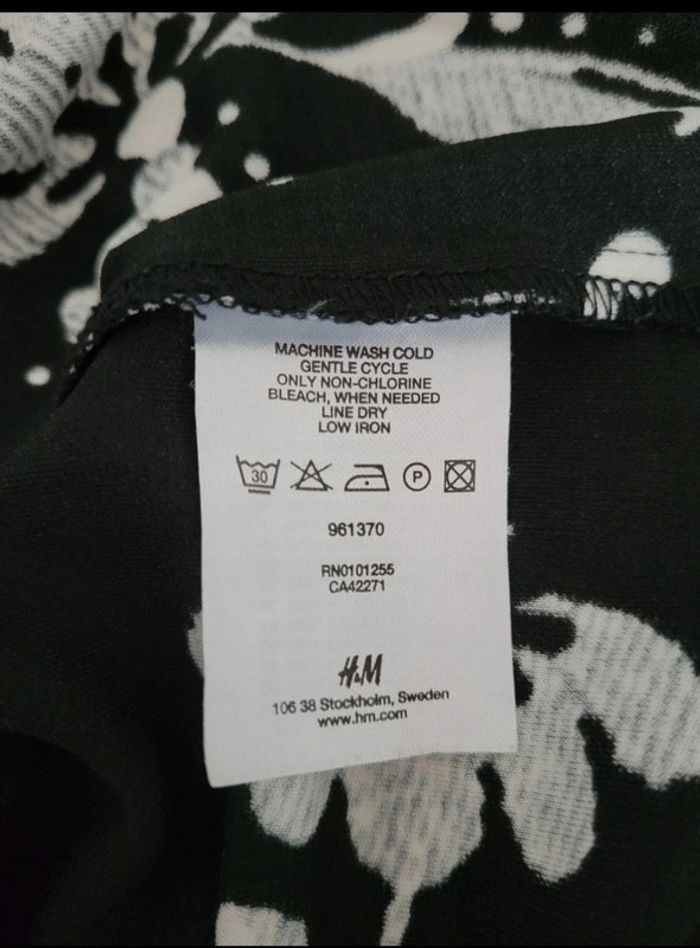 MACHINE WASH COLD
GENTLE CYCLE
ONLY NON-CHLORINE
BLEACH, WHEN NEEDED
LINE DRY
LOW IRON
30 P
961370
RN0101255
CA42271
H&M
106 38 Stockholm, Sweden
www.hm.com